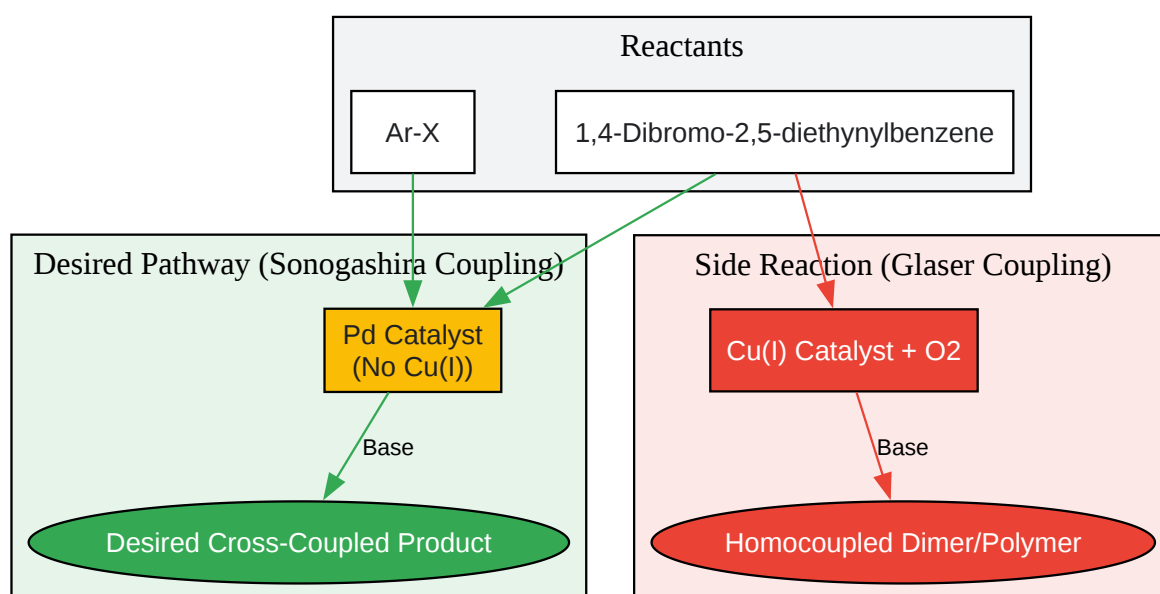 Reactants
Ar-X
1,4-Dibromo-2,5-diethynylbenzene
Desired Pathway (Sonogashira Coupling)
Side Reaction (Glaser Coupling)
Pd Catalyst
(No Cu(I))
Cu(I) Catalyst + O2
Base
Base
Desired Cross-Coupled Product
Homocoupled Dimer/Polymer